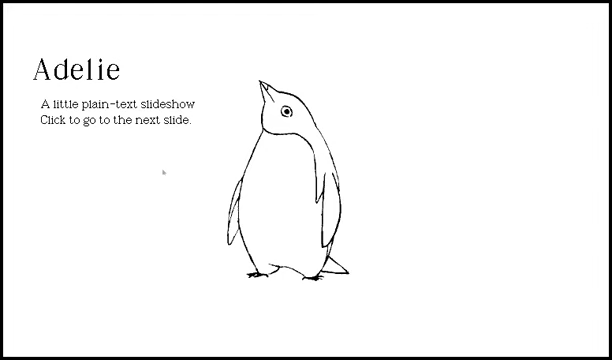 Adelie
A little plain-text slideshow
Click to go to the next slide.